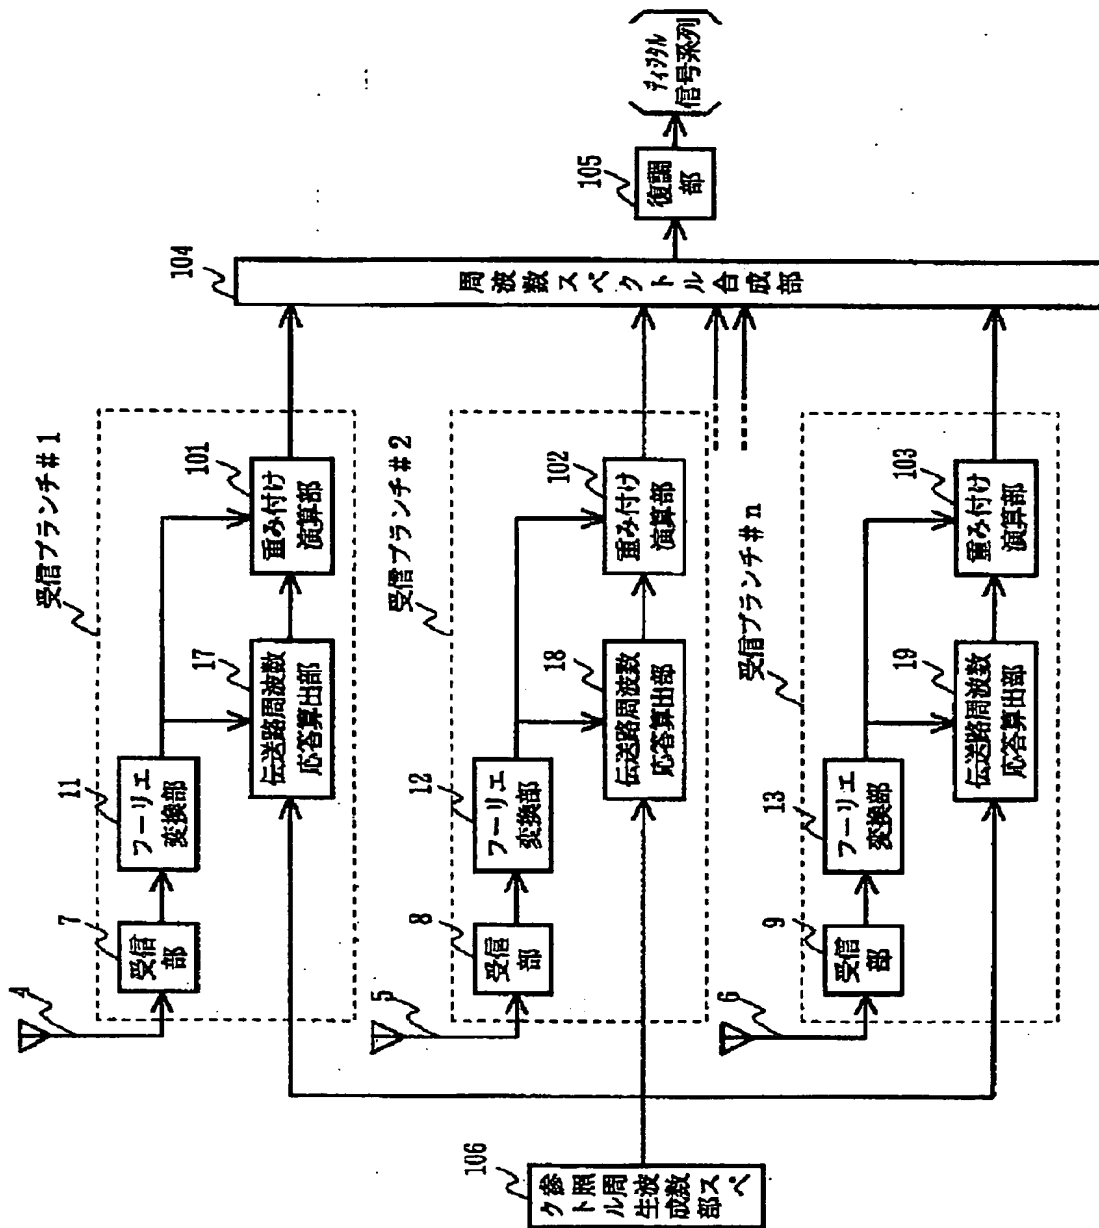 受信ブランチ#1
4
7
受信
部
11
フーリエ
変換部
17
伝送路周波数
応答算出部
101
重み付け
演算部
受信ブランチ#2
5
8
受信
部
12
フーリエ
変換部
18
伝送路周波数
応答算出部
102
重み付け
演算部
受信ブランチ#n
6
9
受信
部
13
フーリエ
変換部
19
伝送路周波数
応答算出部
103
重み付け
演算部
106
参照周波数スペ
クトル生成部
104
周波数スペクトル合成部
105
復調
部
ディジタル
信号系列